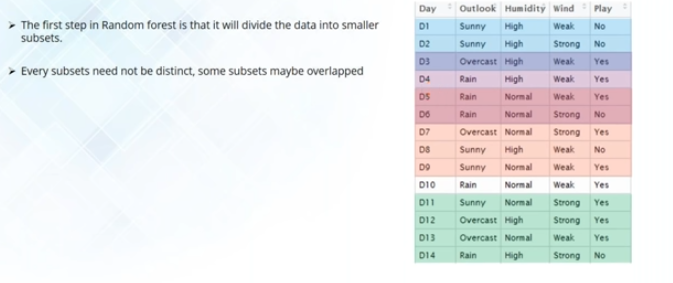 ➤ The first step in Random forest is that it will divide the data into smaller
subsets.
➤ Every subsets need not be distinct, some subsets maybe overlapped
Day Outlook Humidity Wind Play
D1 Sunny High Weak No
D2 Sunny High Strong No
D3 Overcast High Weak Yes
D4 Rain High Weak Yes
D5 Rain Normal Weak Yes
D6 Rain Normal Strong No
D7 Overcast Normal Strong Yes
D8 Sunny High Weak No
D9 Sunny Normal Weak Yes
D10 Rain Normal Weak Yes
D11 Sunny Normal Strong Yes
D12 Overcast High Strong Yes
D13 Overcast Normal Weak Yes
D14 Rain High Strong No